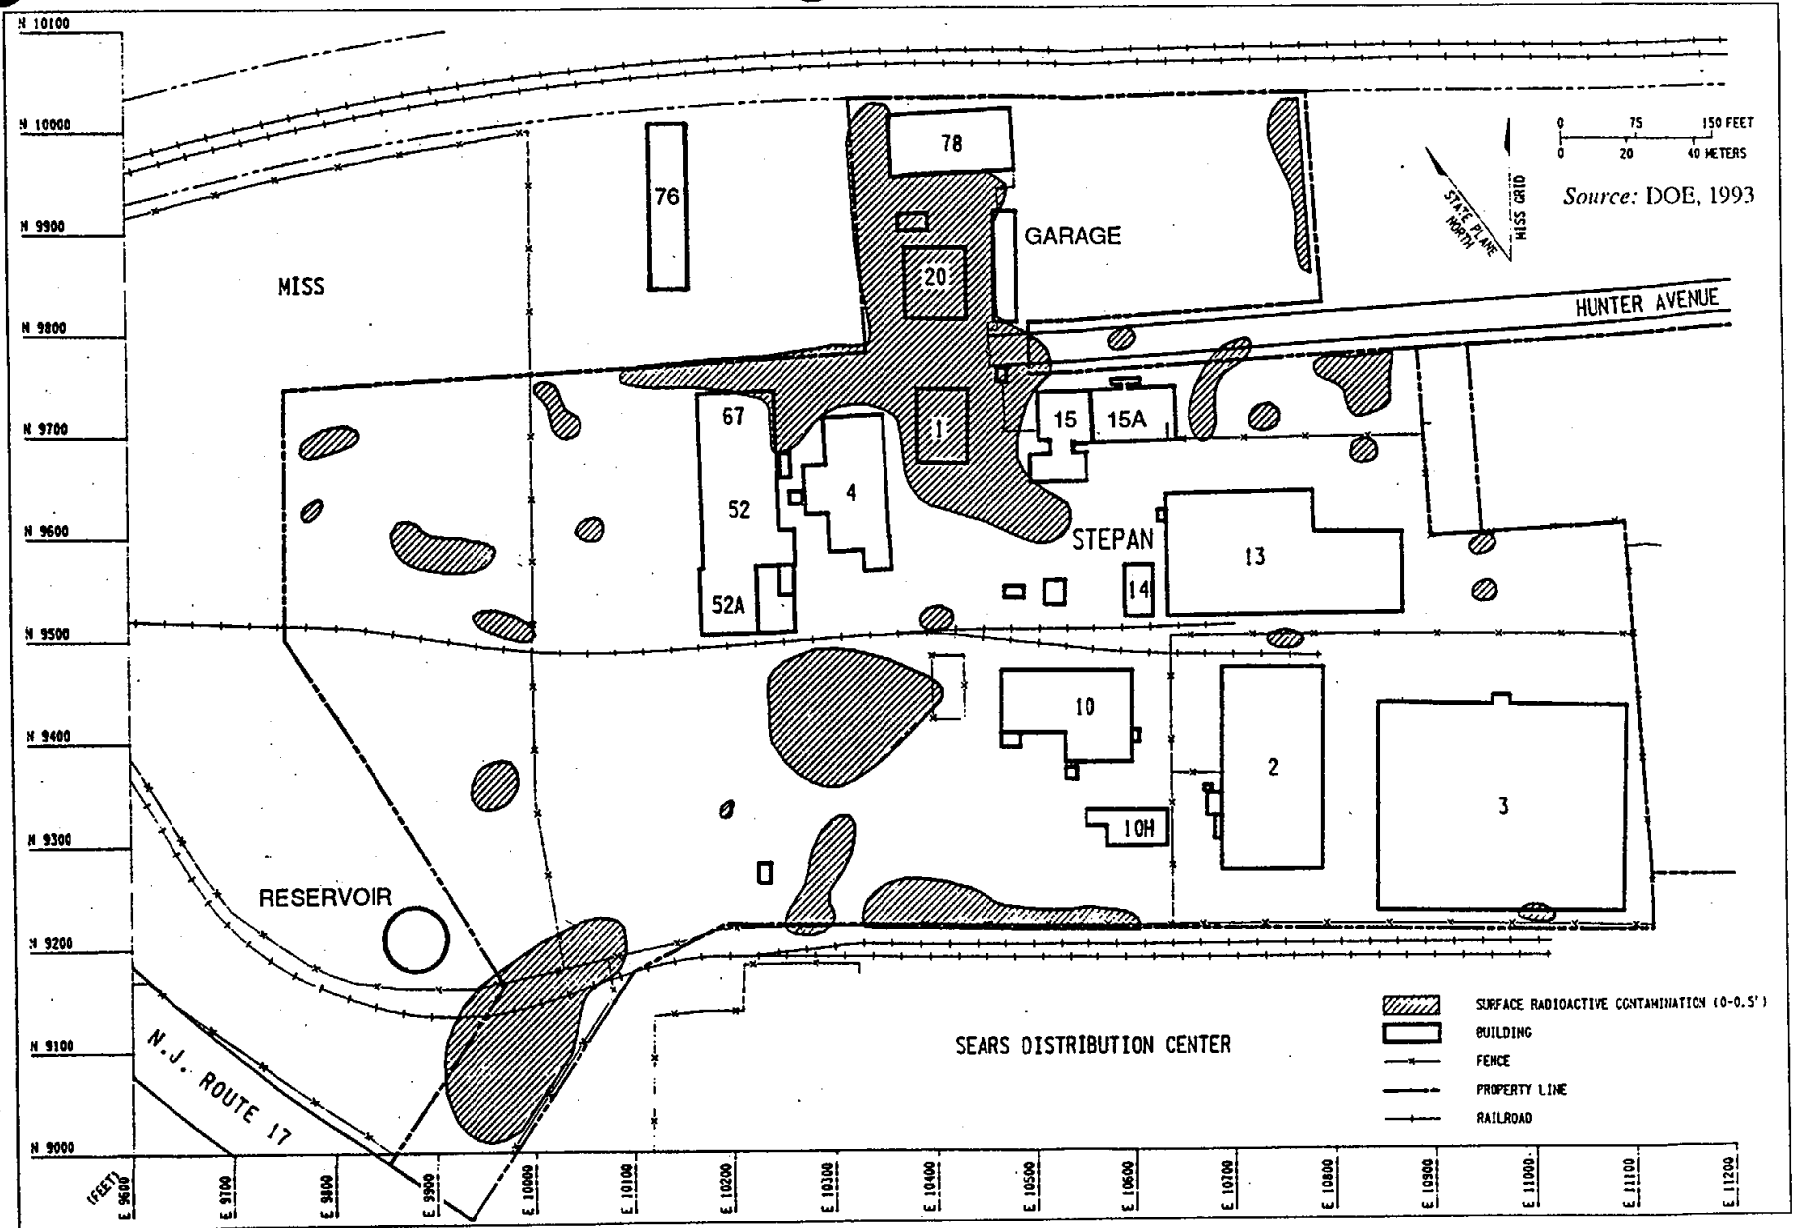 N 10100
N 10000
N 9900
N 9800
N 9700
N 9600
N 9500
N 9400
N 9300
N 9200
N 9100
N 9000
(FEET)
E 9600
E 9700
E 9800
E 9900
E 10000
E 10100
E 10200
E 10300
E 10400
E 10500
E 10600
E 10700
E 10800
E 10900
E 11000
E 11100
E 11200
0 75 150 FEET
0 20 40 METERS
STATE PLANE
NORTH
MISS GRID
Source: DOE, 1993
78
76
GARAGE
20
MISS
HUNTER AVENUE
67
1
15
15A
52
4
STEPAN
13
14
52A
10
2
3
10H
RESERVOIR
N.J. ROUTE 17
SEARS DISTRIBUTION CENTER
SURFACE RADIOACTIVE CONTAMINATION (0-0.5')
BUILDING
FENCE
PROPERTY LINE
RAILROAD